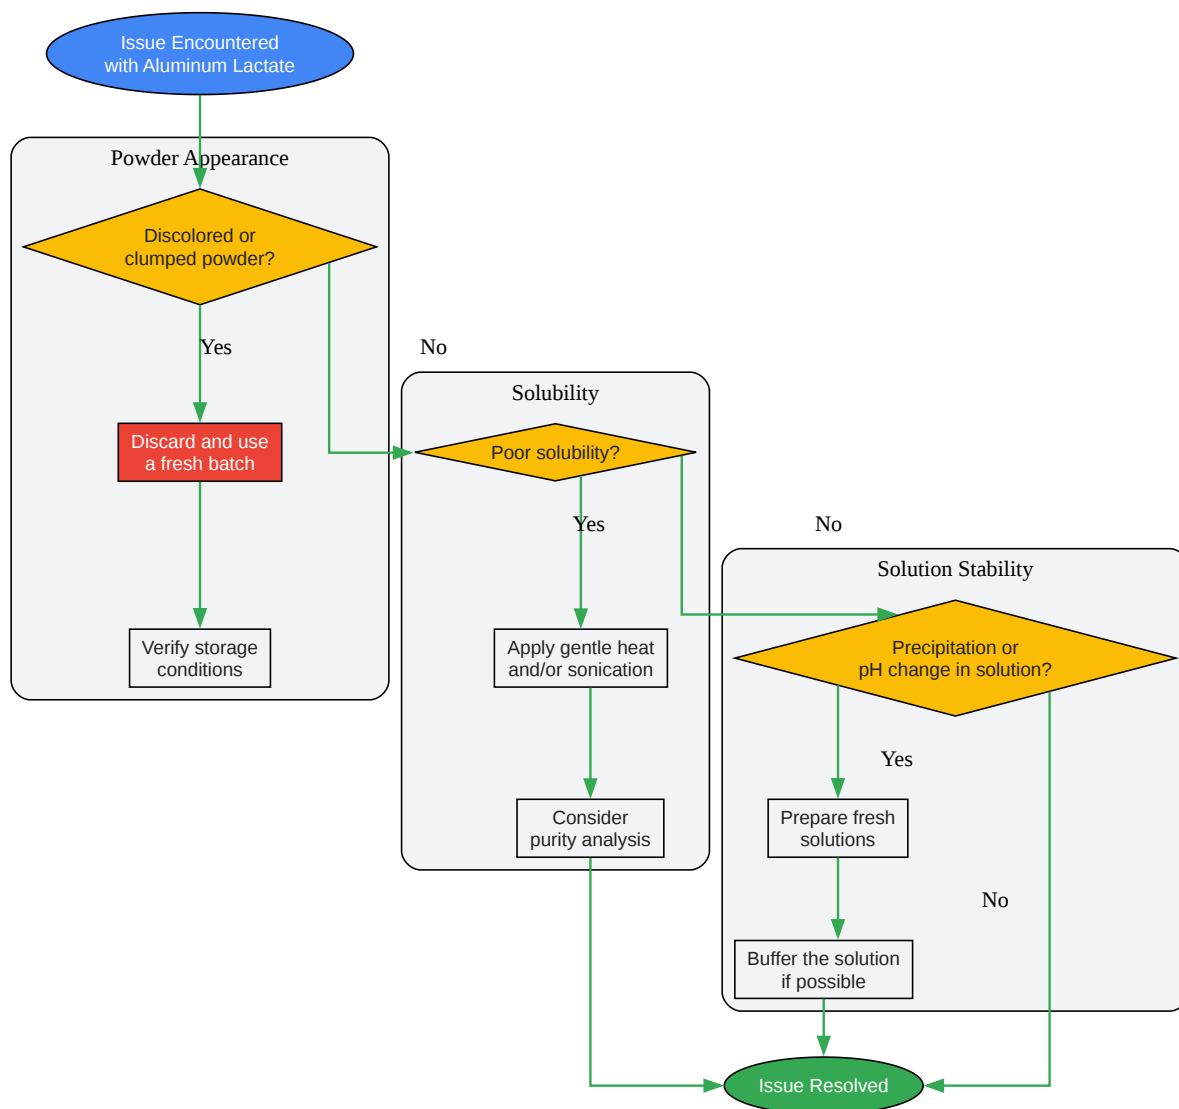 Issue Encountered
with Aluminum Lactate
Powder Appearance
Discolored or
clumped powder?
Yes
No
Discard and use
a fresh batch
Verify storage
conditions
Solubility
Poor solubility?
Yes
No
Apply gentle heat
and/or sonication
Consider
purity analysis
Solution Stability
Precipitation or
pH change in solution?
Yes
Prepare fresh
solutions
No
Buffer the solution
if possible
Issue Resolved